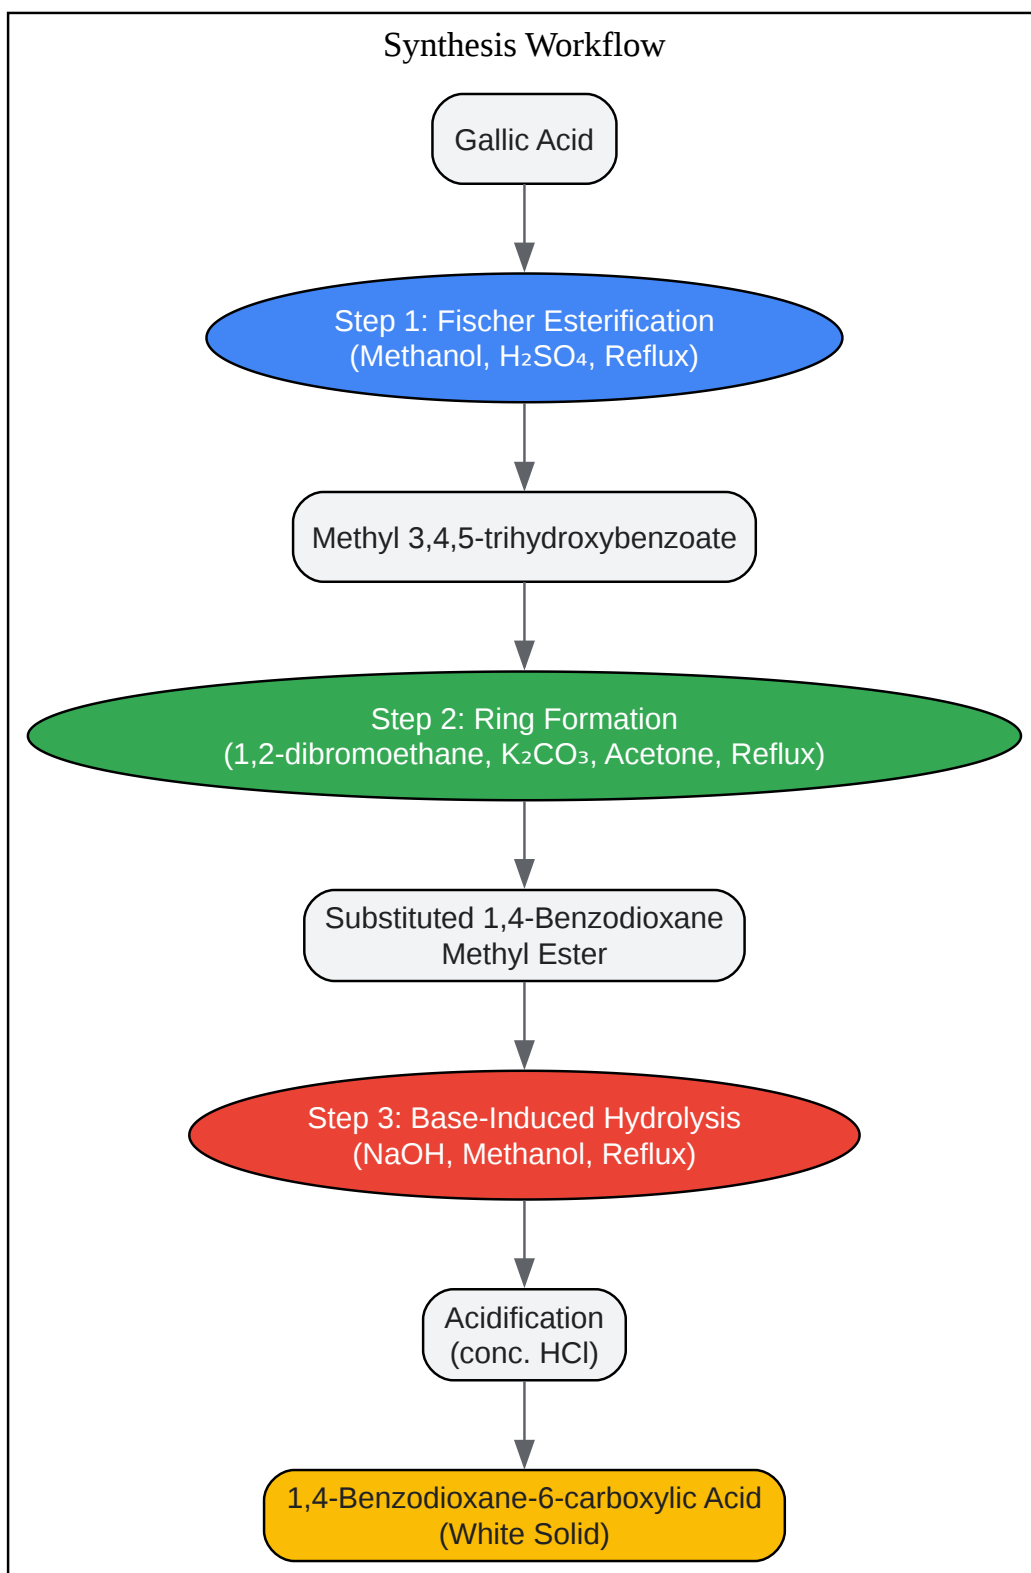 Synthesis Workflow
Gallic Acid
Step 1: Fischer Esterification
(Methanol, H₂SO₄, Reflux)
Methyl 3,4,5-trihydroxybenzoate
Step 2: Ring Formation
(1,2-dibromoethane, K₂CO₃, Acetone, Reflux)
Substituted 1,4-Benzodioxane
Methyl Ester
Step 3: Base-Induced Hydrolysis
(NaOH, Methanol, Reflux)
Acidification
(conc. HCl)
1,4-Benzodioxane-6-carboxylic Acid
(White Solid)